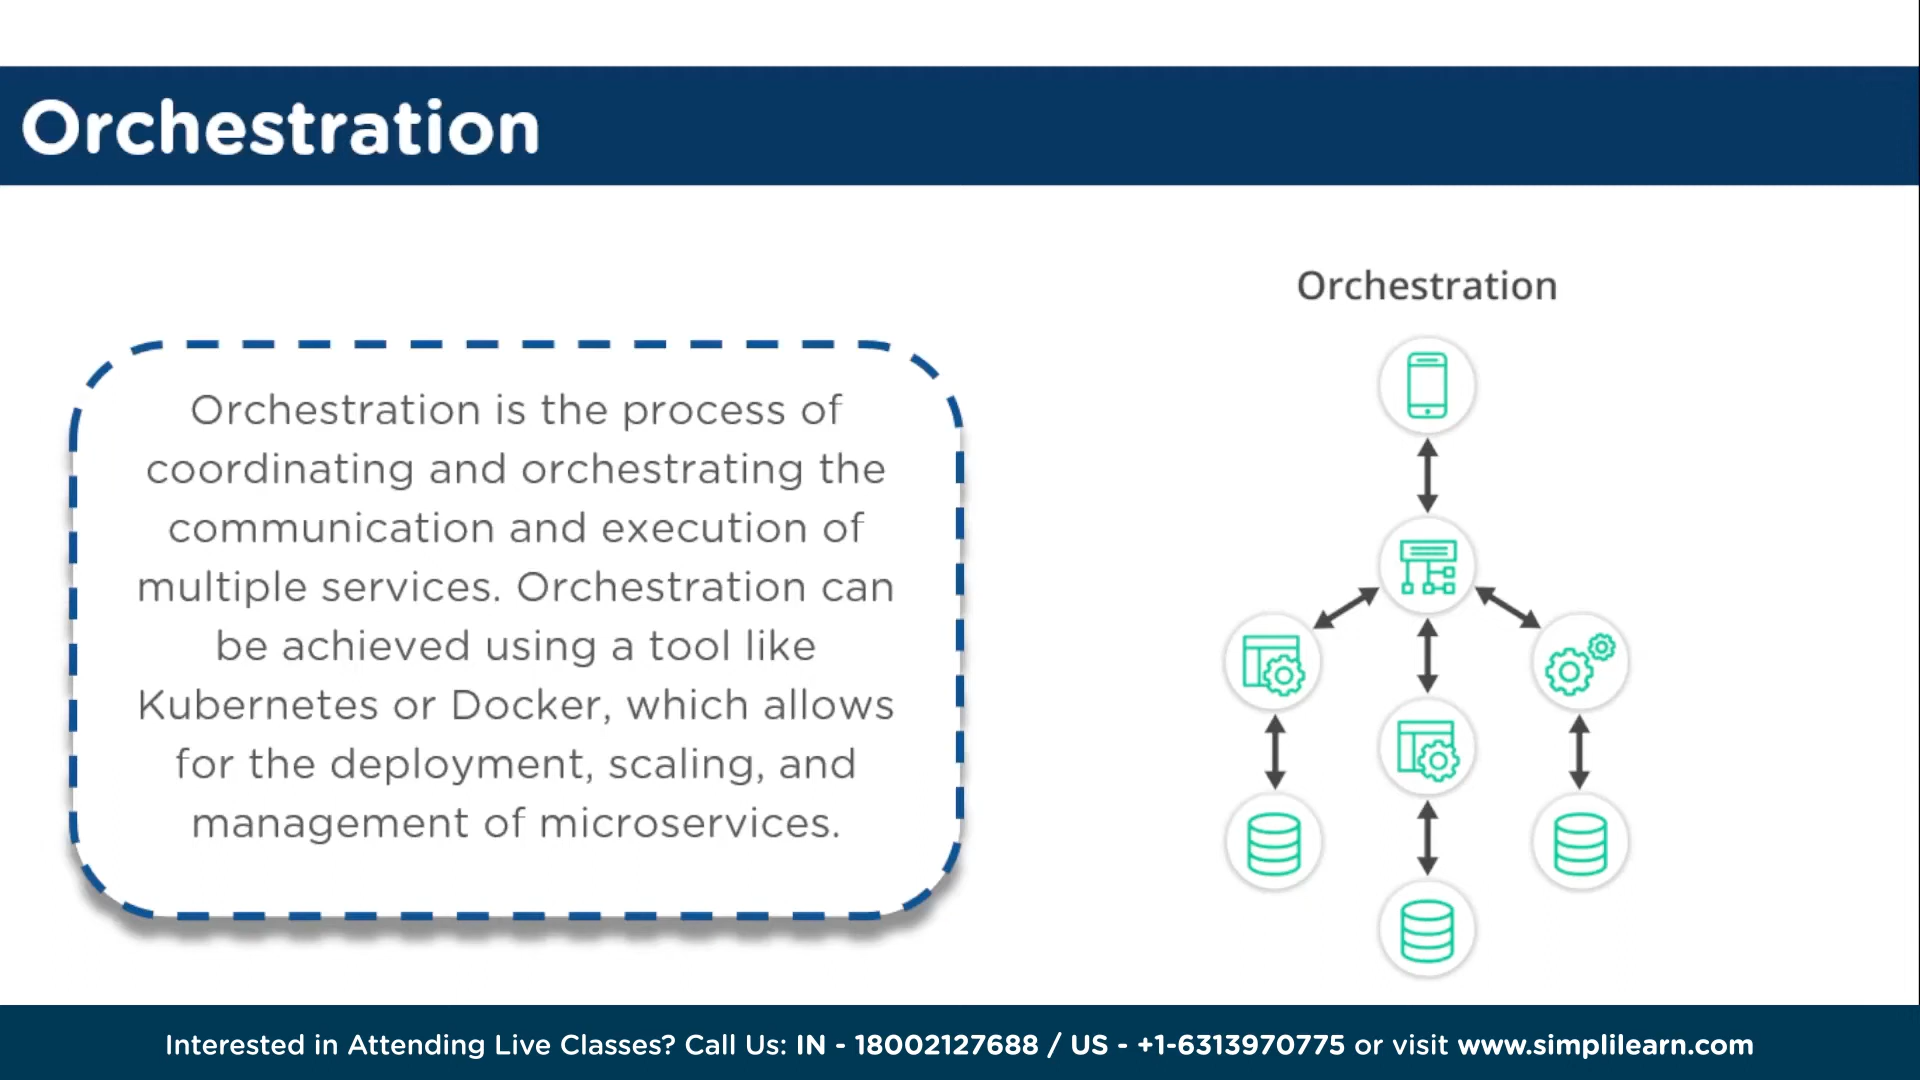 Orchestration
Orchestration is the process of
coordinating and orchestrating the
communication and execution of
multiple services. Orchestration can
be achieved using a tool like
Kubernetes or Docker, which allows
for the deployment, scaling, and
management of microservices.
Orchestration
Interested in Attending Live Classes? Call Us: IN - 18002127688 / US - +1-6313970775 or visit www.simplilearn.com